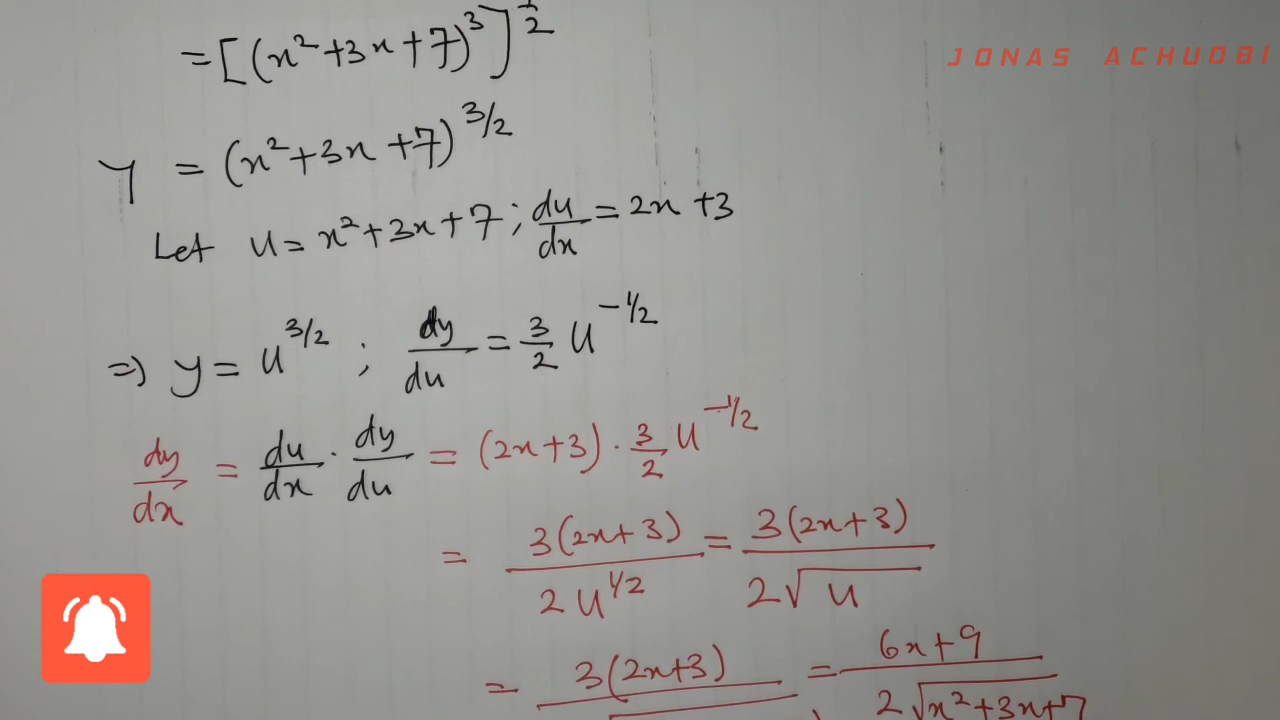 = [(x²+3x+7)³]^½
JONAS ACHUOBI
Y = (x²+3x+7)^3/2
Let u = x²+3x+7 ; du/dx = 2x+3
⇒ y = u^3/2 ; dy/du = 3/2 u^-1/2
dy/dx = du/dx · dy/du = (2x+3) · 3/2 u^-1/2
= 3(2x+3)/2u^1/2 = 3(2x+3)/2√u
= 3(2x+3) = 6x+9/2√x²+3x+7